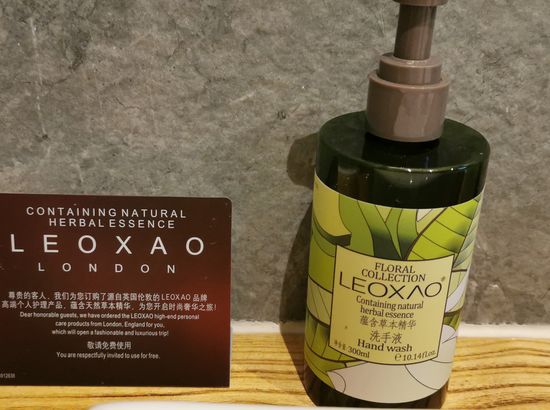 CONTAINING NATURAL
HERBAL ESSENCE
LEOXAO
LONDON
尊贵的客人，我们为您订购了源自英国伦敦的LEOXAO品牌
高端个人护理产品，蕴含天然草本精华，为您开启时尚奢华之旅！
Dear honorable guests, we have ordered the LEOXAO high-end personal
care products from London, England for you,
which will open a fashionable and luxurious trip!
敬请免费使用
You are respectfully invited to use for free.
FLORAL
COLLECTION
LEOXAO®
Containing natural
herbal essence
蕴含草本精华
洗手液
Hand wash
净含量:300ml ℮10.14fl.oz